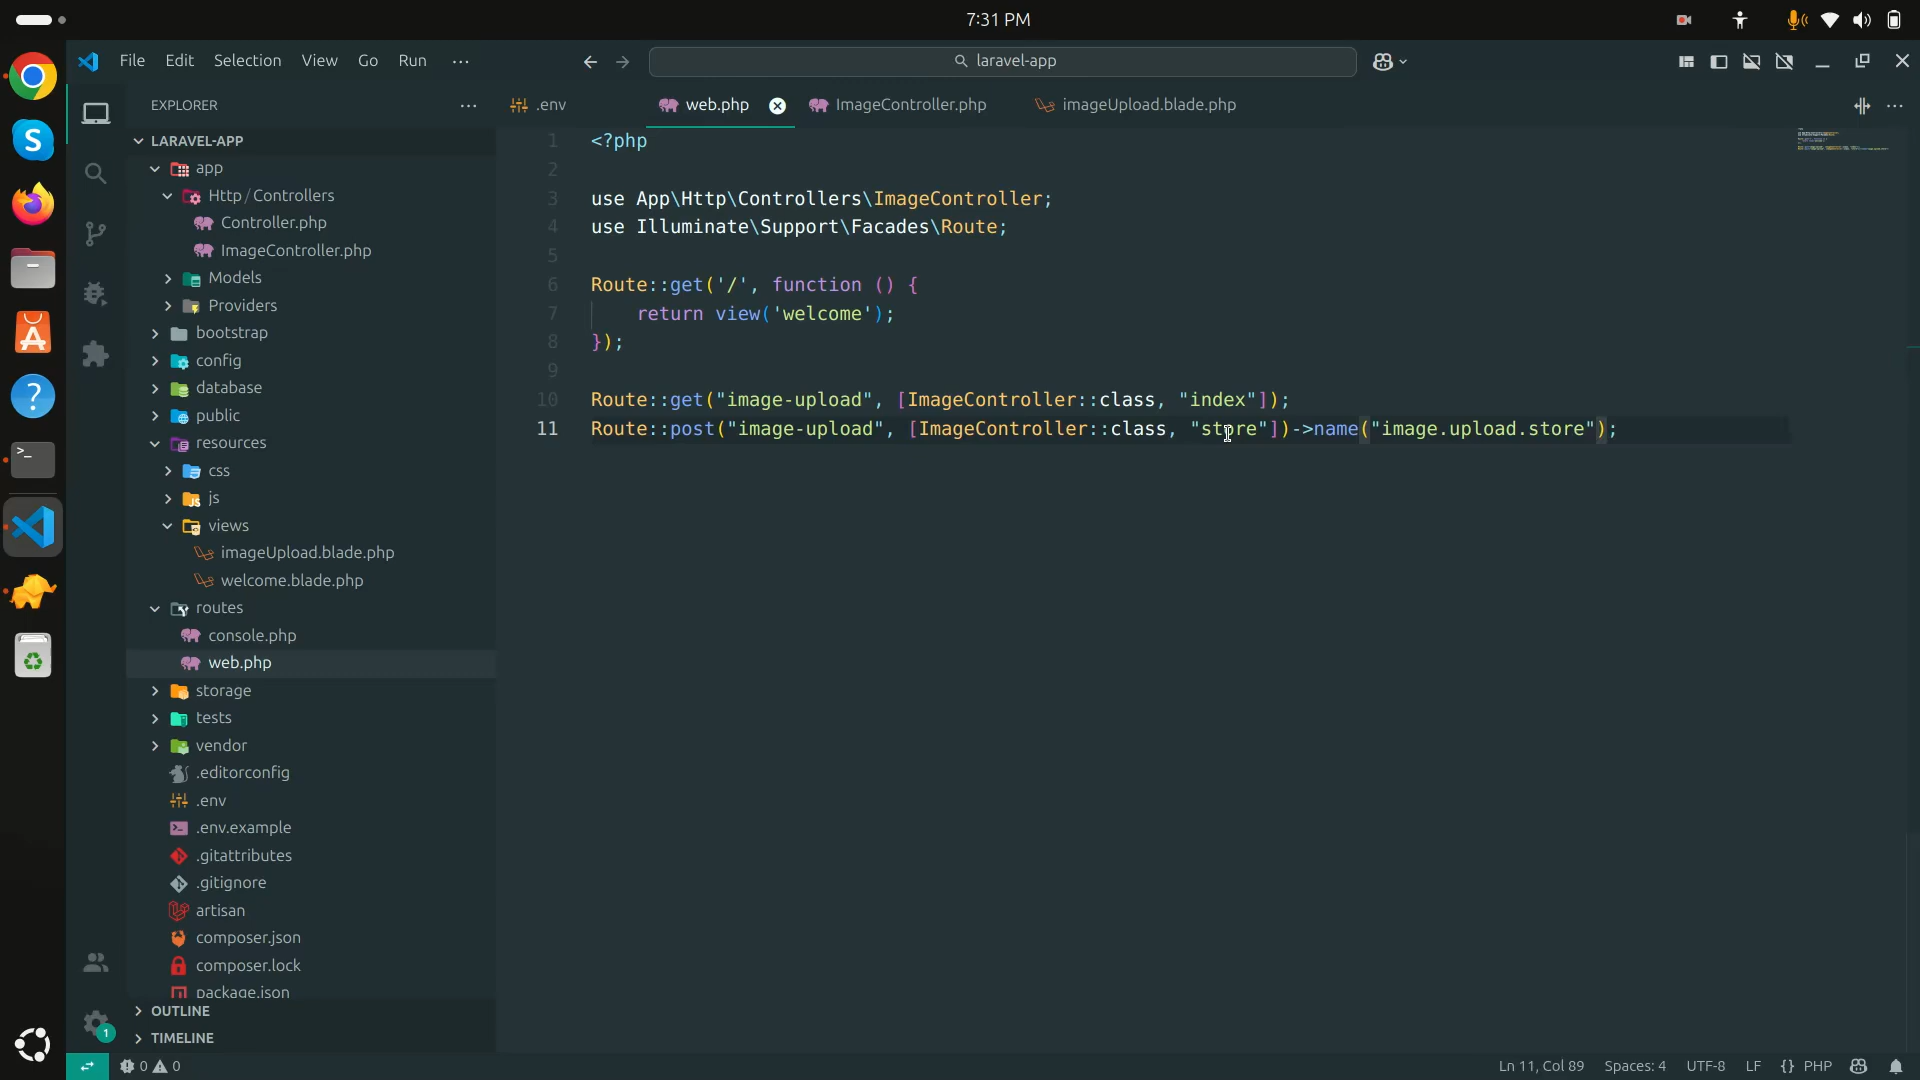 7:31 PM
File Edit Selection View Go Run ...
laravel-app
EXPLORER
.env web.php ImageController.php imageUpload.blade.php
LARAVEL-APP
app
Http / Controllers
Controller.php
ImageController.php
Models
Providers
bootstrap
config
database
public
resources
css
js
views
imageUpload.blade.php
welcome.blade.php
routes
console.php
web.php
storage
tests
vendor
.editorconfig
.env
.env.example
.gitattributes
.gitignore
artisan
composer.json
composer.lock
package.json
OUTLINE
TIMELINE
1 <?php
2
3 use App\Http\Controllers\ImageController;
4 use Illuminate\Support\Facades\Route;
5
6 Route::get('/', function () {
7 return view('welcome');
8 });
9
10 Route::get("image-upload", [ImageController::class, "index"]);
11 Route::post("image-upload", [ImageController::class, "store"])->name("image.upload.store");
1
0 0
Ln 11, Col 89 Spaces: 4 UTF-8 LF {} PHP